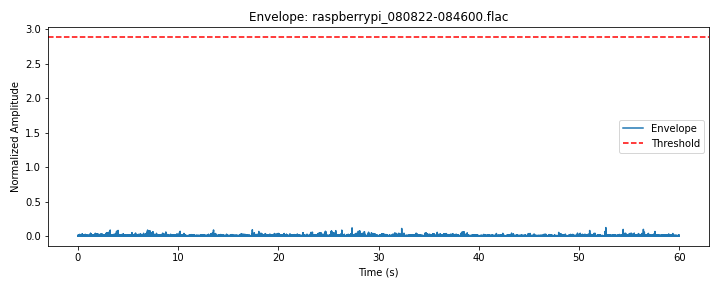 Envelope: raspberrypi_080822-084600.flac
3.0
2.5
2.0
1.5
1.0
0.5
0.0
Normalized Amplitude
Envelope
Threshold
0 10 20 30 40 50 60
Time (s)